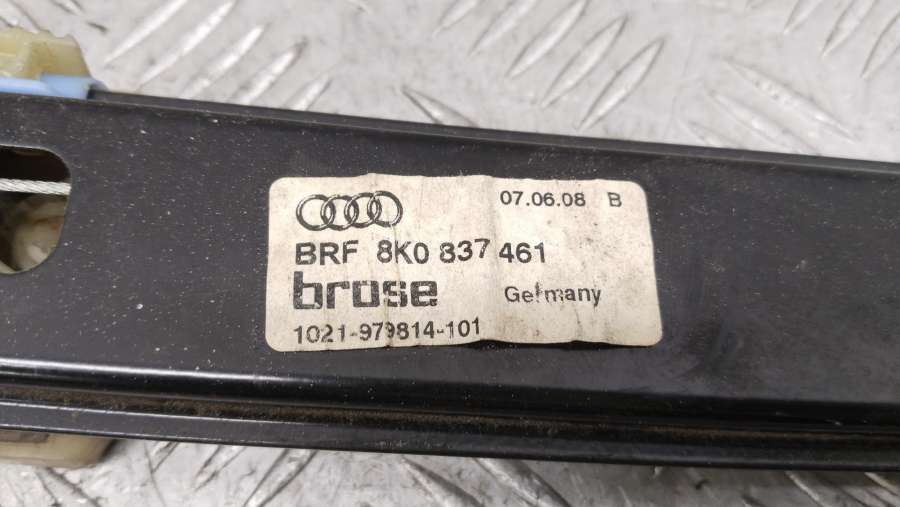 07.06.08 B
BRF 8K0 837 461
brose Germany
1021-979814-101